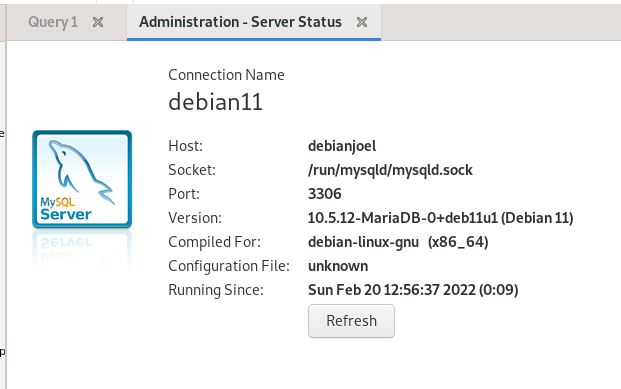 Query 1
Administration - Server Status
Connection Name
debian11
MySQL
Server
Host: debianjoel
Socket: /run/mysqld/mysqld.sock
Port: 3306
Version: 10.5.12-MariaDB-0+deb11u1 (Debian 11)
Compiled For: debian-linux-gnu (x86_64)
Configuration File: unknown
Running Since: Sun Feb 20 12:56:37 2022 (0:09)
Refresh